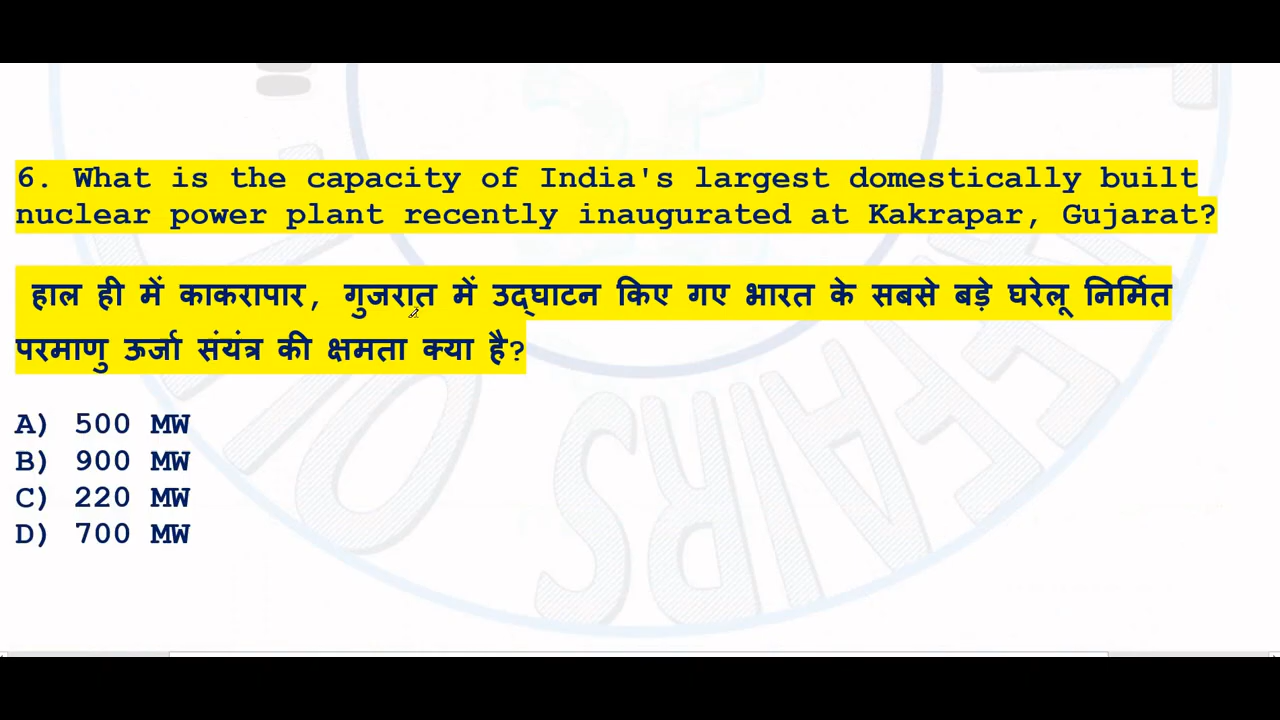 6. What is the capacity of India's largest domestically built
nuclear power plant recently inaugurated at Kakrapar, Gujarat?
हाल ही में काकरापार, गुजरात में उद्घाटन किए गए भारत के सबसे बड़े घरेलू निर्मित
परमाणु ऊर्जा संयंत्र की क्षमता क्या है?
A) 500 MW
B) 900 MW
C) 220 MW
D) 700 MW